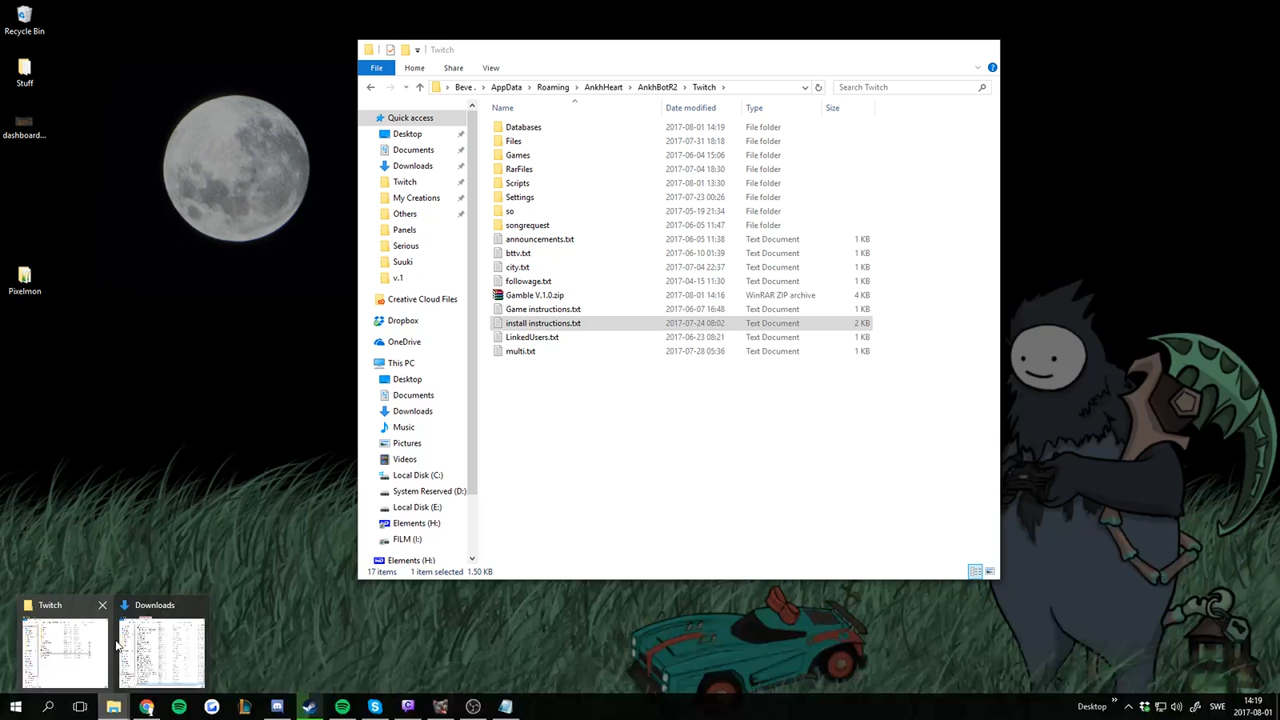 Recycle Bin
Stuff
dashboard...
Pixelmon
Twitch
File Home Share View
Beve . AppData Roaming AnkhHeart AnkhBotR2 Twitch
Search Twitch
Name Date modified Type Size
Quick access
Desktop
Documents
Downloads
Twitch
My Creations
Others
Panels
Serious
Suuki
v.1
Creative Cloud Files
Dropbox
OneDrive
This PC
Desktop
Documents
Downloads
Music
Pictures
Videos
Local Disk (C:)
System Reserved (D:)
Local Disk (E:)
Elements (H:)
FILM (I:)
Elements (H:)
Databases 2017-08-01 14:19 File folder
Files 2017-07-31 18:18 File folder
Games 2017-06-04 15:06 File folder
RarFiles 2017-07-04 18:30 File folder
Scripts 2017-08-01 13:30 File folder
Settings 2017-07-23 00:26 File folder
so 2017-05-19 21:34 File folder
songrequest 2017-06-05 11:47 File folder
announcements.txt 2017-06-05 11:38 Text Document 1 KB
bttv.txt 2017-06-10 01:39 Text Document 1 KB
city.txt 2017-07-04 22:37 Text Document 1 KB
followage.txt 2017-04-15 11:30 Text Document 1 KB
Gamble V.1.0.zip 2017-08-01 14:16 WinRAR ZIP archive 4 KB
Game instructions.txt 2017-06-07 16:48 Text Document 1 KB
install instructions.txt 2017-07-24 08:02 Text Document 2 KB
LinkedUsers.txt 2017-06-23 08:21 Text Document 1 KB
multi.txt 2017-07-28 05:36 Text Document 1 KB
17 items 1 item selected 1.50 KB
Twitch
Downloads
Desktop
SWE
14:19
2017-08-01